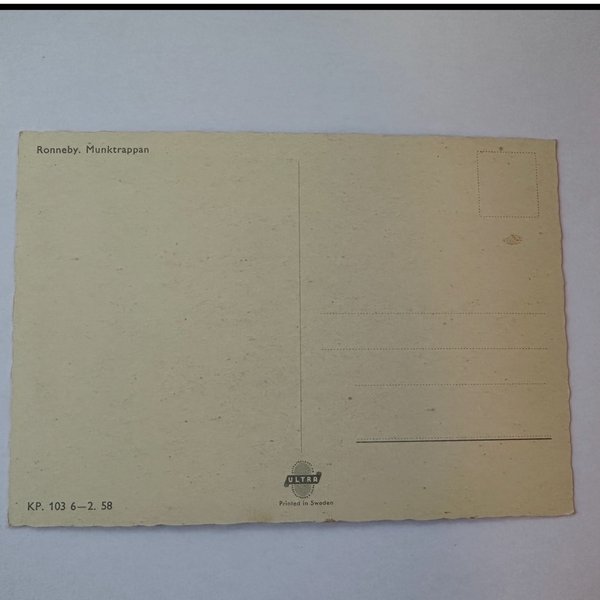 Ronneby. Munktrappan
ULTRA
Printed in Sweden
KP. 103 6—2. 58